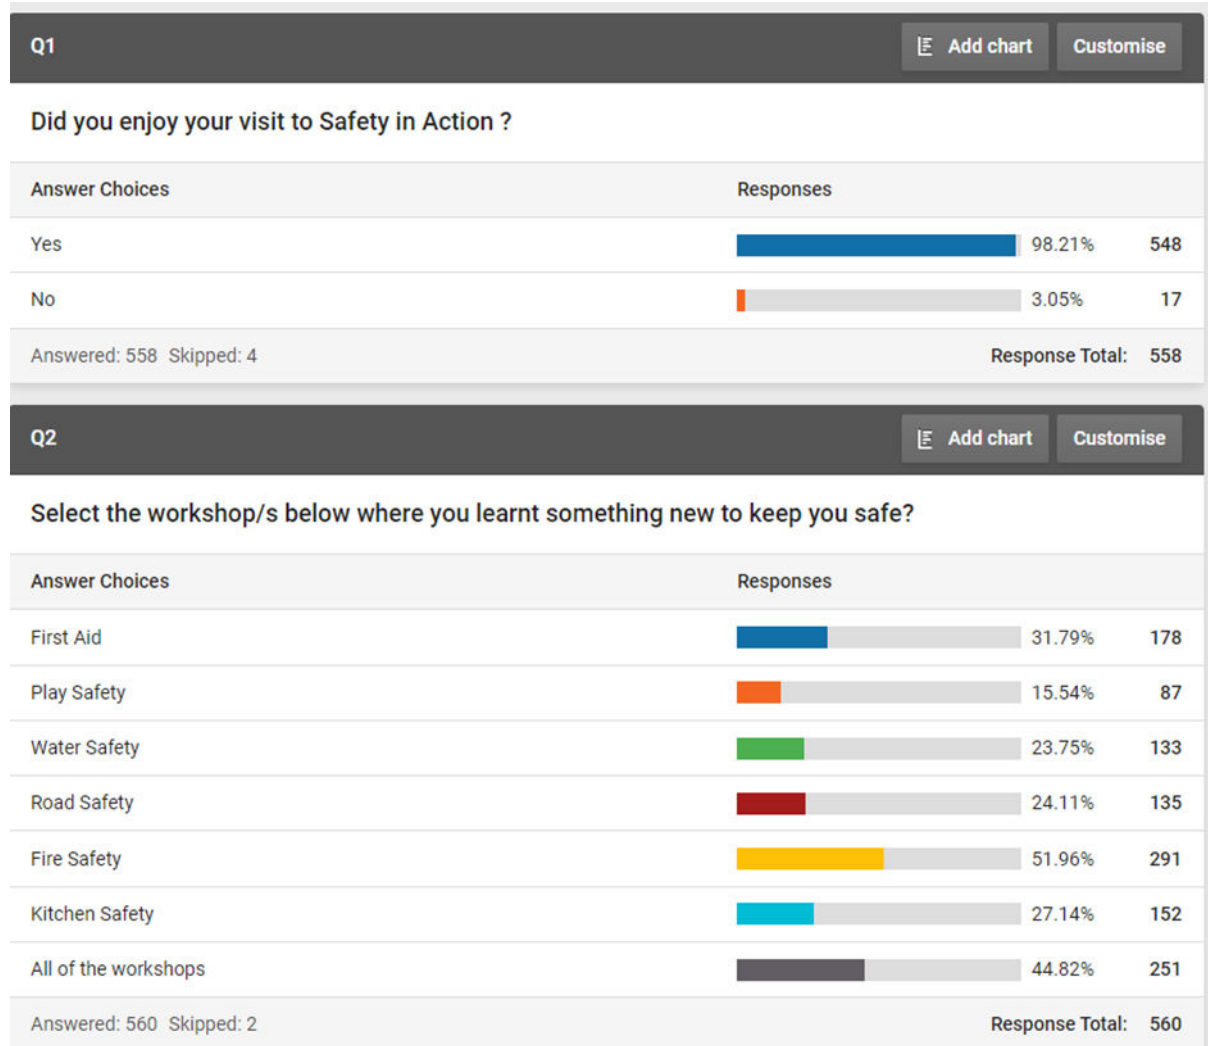 Q1 Add chart Customise
Did you enjoy your visit to Safety in Action ?
Answer Choices Responses
Yes 98.21% 548
No 3.05% 17
Answered: 558 Skipped: 4 Response Total: 558
Q2 Add chart Customise
Select the workshop/s below where you learnt something new to keep you safe?
Answer Choices Responses
First Aid 31.79% 178
Play Safety 15.54% 87
Water Safety 23.75% 133
Road Safety 24.11% 135
Fire Safety 51.96% 291
Kitchen Safety 27.14% 152
All of the workshops 44.82% 251
Answered: 560 Skipped: 2 Response Total: 560